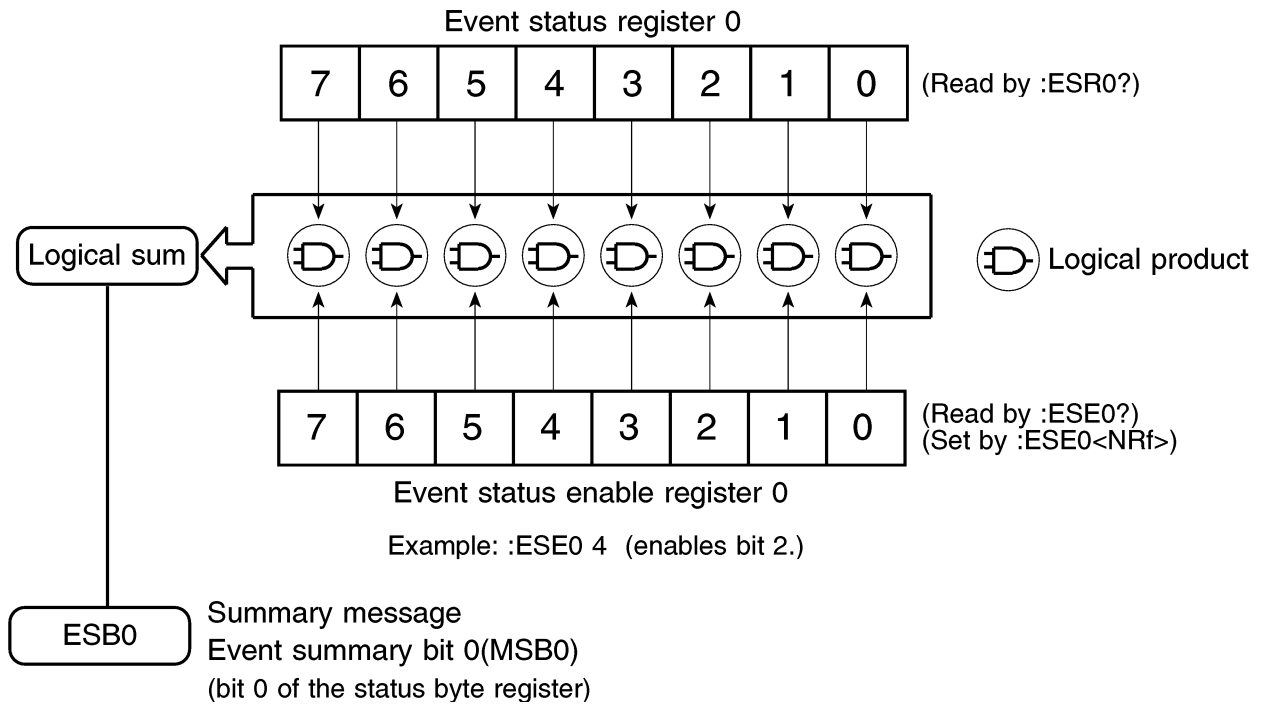 Event status register 0
7 6 5 4 3 2 1 0 (Read by :ESR0?)
Logical sum
Logical product
7 6 5 4 3 2 1 0
(Read by :ESE0?)
(Set by :ESE0<NRf>)
Event status enable register 0
Example: :ESE0 4 (enables bit 2.)
ESB0
Summary message
Event summary bit 0(MSB0)
(bit 0 of the status byte register)